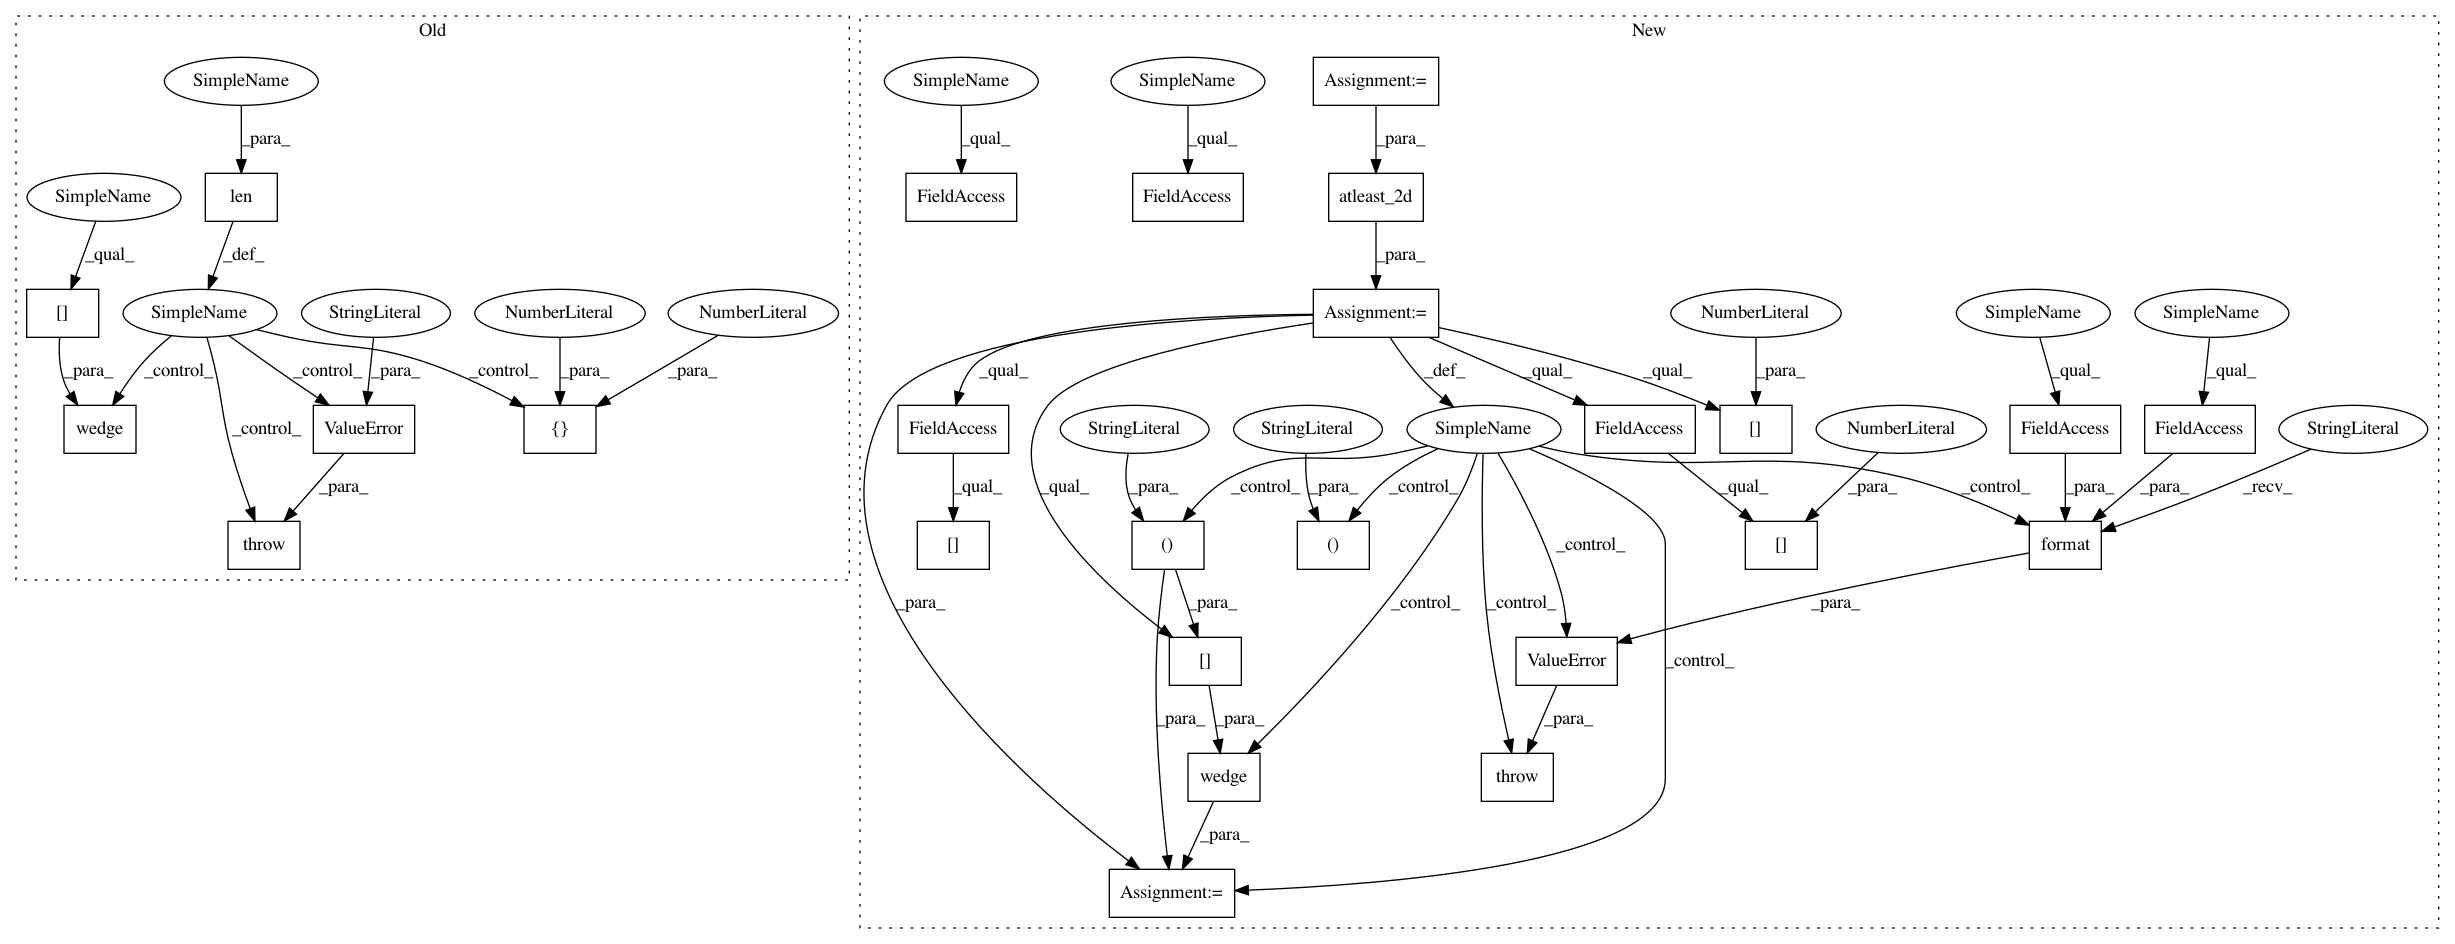 Old
New
SimpleName
SimpleName
SimpleName
Assignment:=
_para_
_qual_
_qual_
_para_
SimpleName
len
FieldAccess
FieldAccess
atleast_2d
_qual_
_def_
_para_
[]
SimpleName
StringLiteral
NumberLiteral
NumberLiteral
Assignment:=
NumberLiteral
SimpleName
SimpleName
_para_
_control_
_control_
_para_
_control_
_para_
_para_
_qual_
_def_
_qual_
_qual_
_para_
_qual_
_qual_
wedge
ValueError
{}
FieldAccess
StringLiteral
StringLiteral
SimpleName
FieldAccess
[]
NumberLiteral
FieldAccess
FieldAccess
StringLiteral
_control_
_para_
_qual_
_qual_
_para_
_control_
_para_
_control_
_control_
_qual_
_para_
_para_
_para_
_recv_
throw
[]
()
()
[]
format
_control_
_para_
_para_
_control_
_control_
_para_
[]
ValueError
_control_
_para_
_para_
_para_
wedge
throw
_para_
Assignment:=